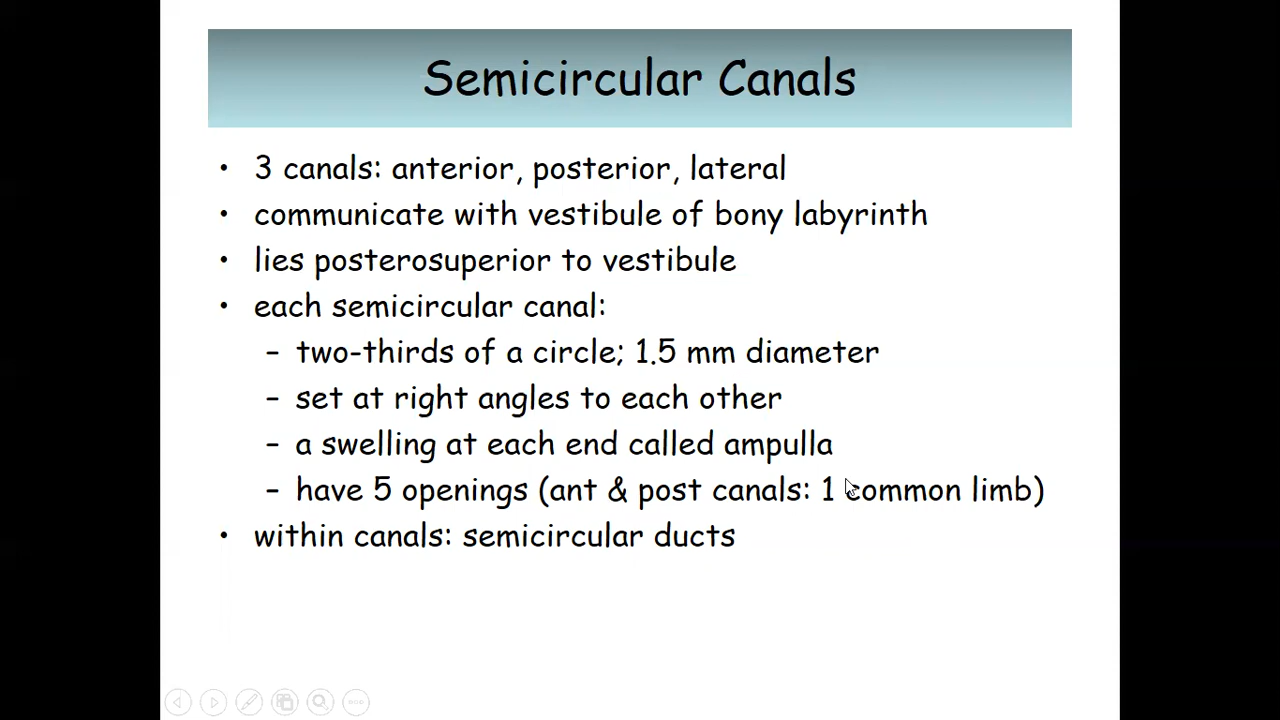 Semicircular Canals
• 3 canals: anterior, posterior, lateral
• communicate with vestibule of bony labyrinth
• lies posterosuperior to vestibule
• each semicircular canal:
– two-thirds of a circle; 1.5 mm diameter
– set at right angles to each other
– a swelling at each end called ampulla
– have 5 openings (ant & post canals: 1 common limb)
• within canals: semicircular ducts